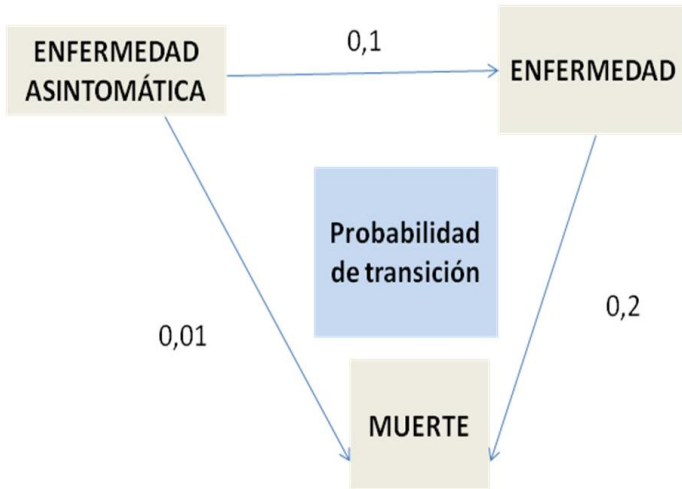 ENFERMEDAD
ASINTOMÁTICA
0,1
ENFERMEDAD
Probabilidad
de transición
0,01
0,2
MUERTE